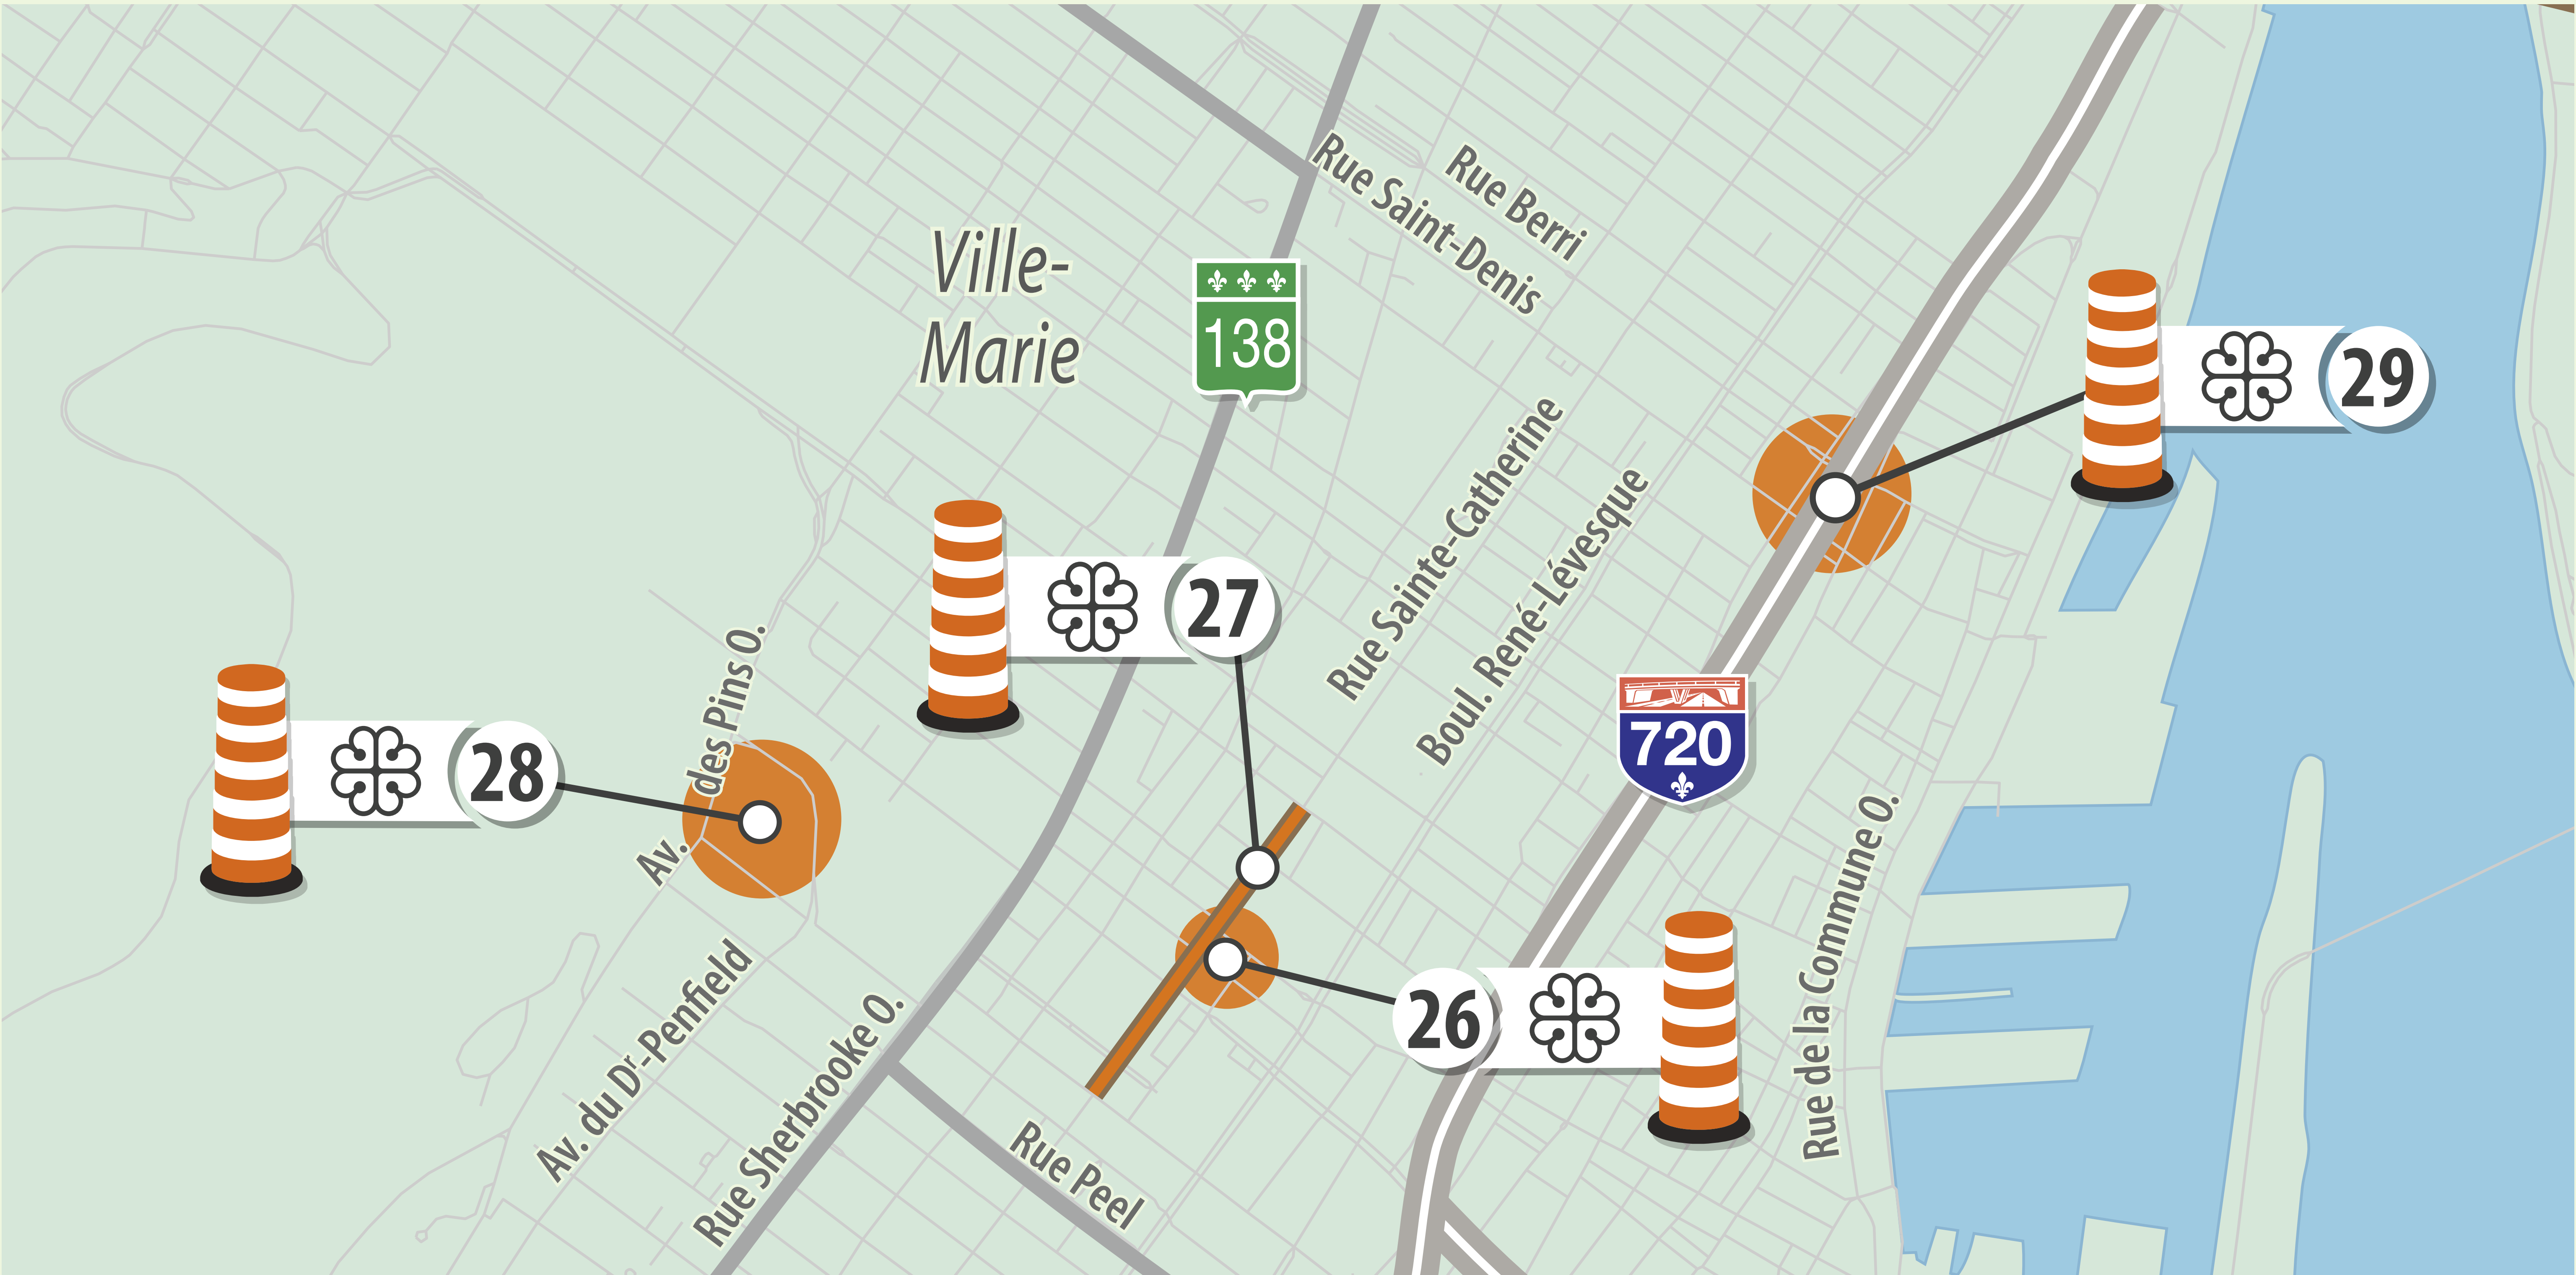 Rue Saint-Denis
Rue Berri
Ville-
Marie
138
29
Rue Sainte-Catherine
Boul. René-Lévesque
27
28
Av. des Pins O.
720
Rue de la Commune O.
26
Av. du Dr-Penfield
Rue Sherbrooke O.
Rue Peel